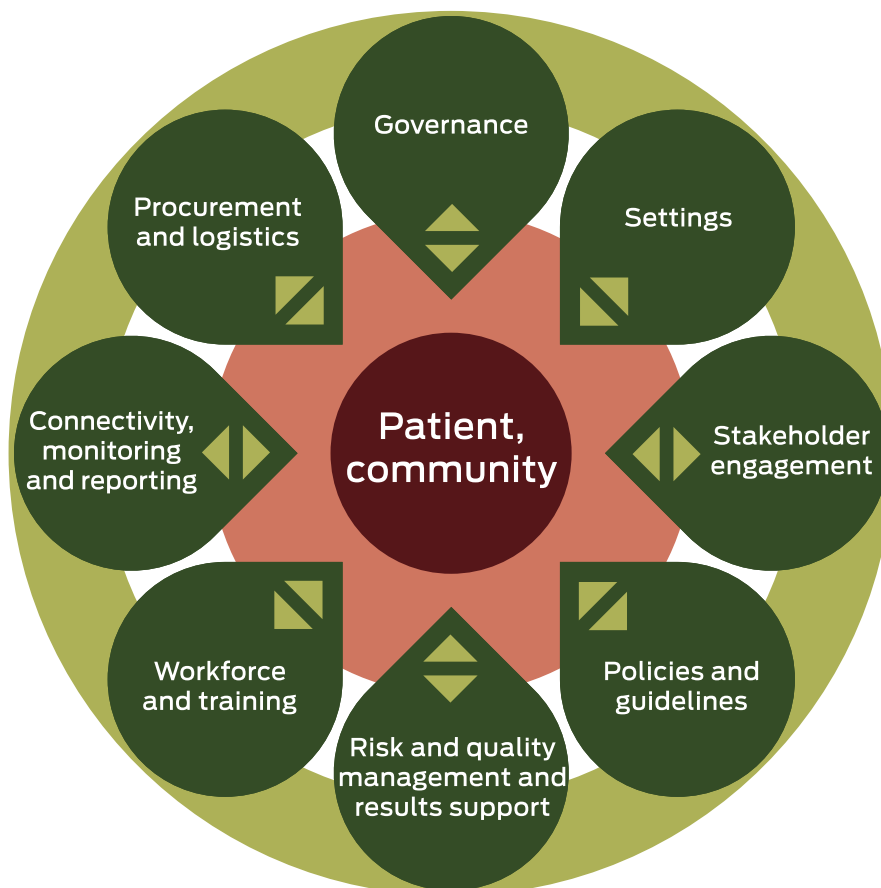 Governance
Settings
Stakeholder
engagement
Policies and
guidelines
Risk and quality
management and
results support
Workforce
and training
Connectivity,
monitoring
and reporting
Procurement
and logistics
Patient,
community